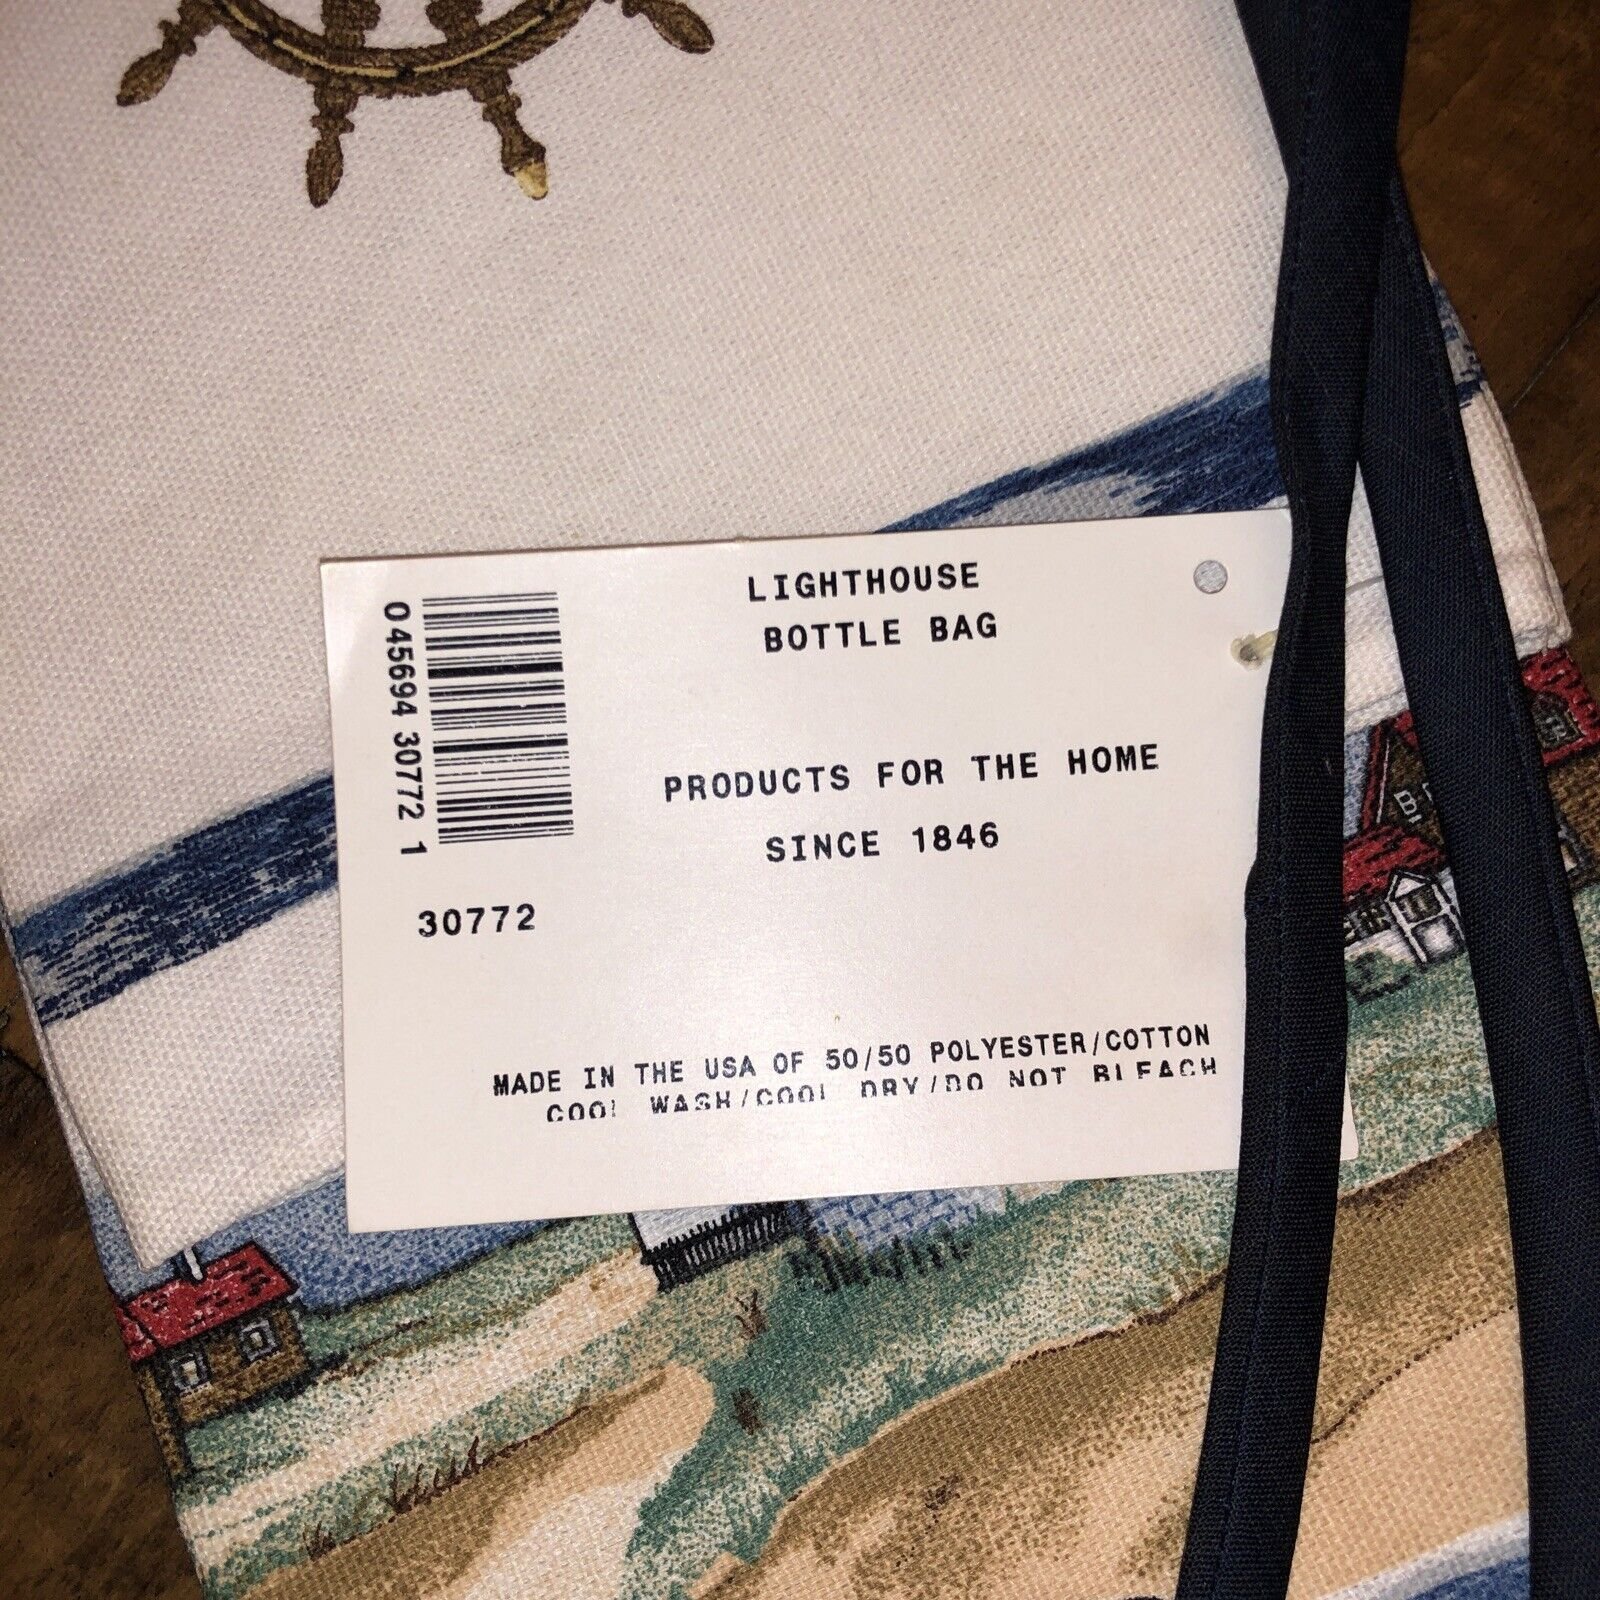 LIGHTHOUSE
BOTTLE BAG
0 45694 30772 1
PRODUCTS FOR THE HOME
SINCE 1846
30772
MADE IN THE USA OF 50/50 POLYESTER/COTTON
COOL WASH/COOL DRY/DO NOT BLEACH